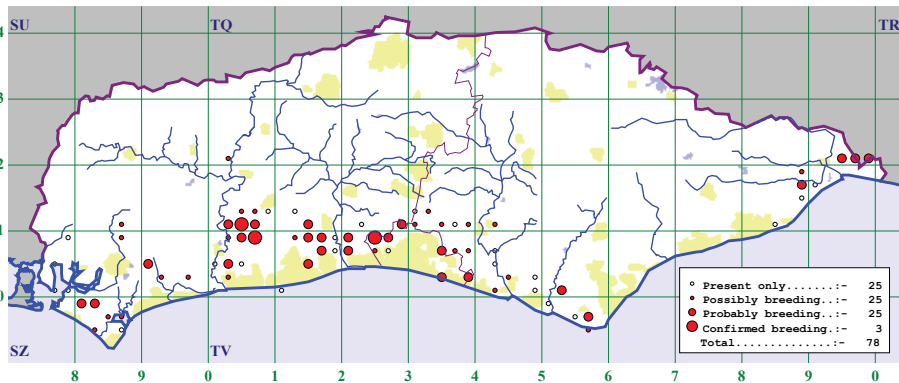 SU TQ TR
4
3
2
1
0
Present only.......:- 25
Possibly breeding..:- 25
Probably breeding..:- 25
Confirmed breeding.:- 3
Total..............:- 78
SZ TV
8 9 0 1 2 3 4 5 6 7 8 9 0